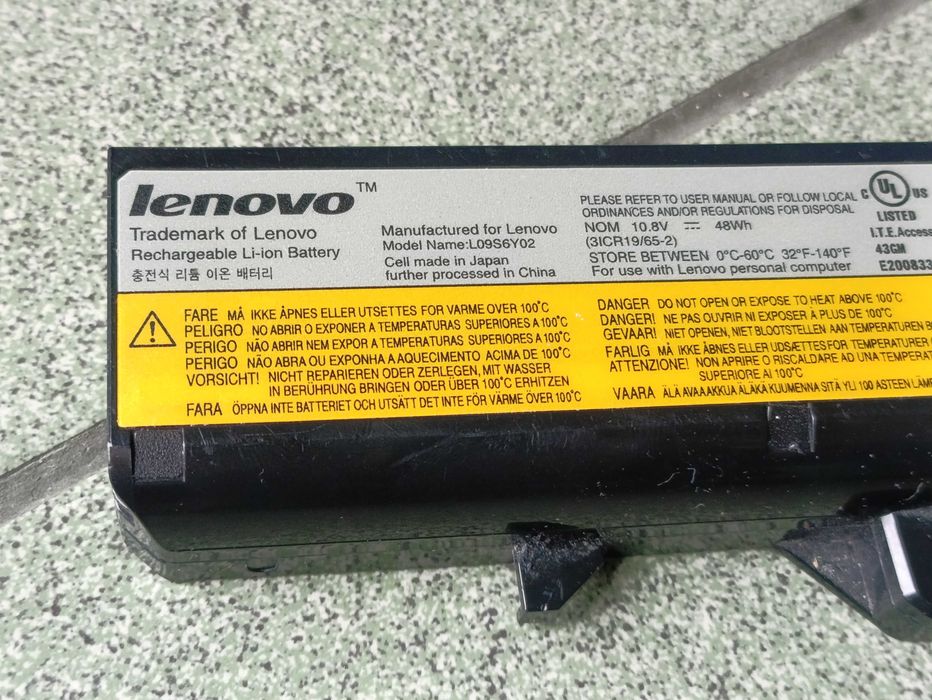 lenovo™
Trademark of Lenovo
Rechargeable Li-ion Battery
충전식 리튬 이온 배터리
Manufactured for Lenovo
Model Name:L09S6Y02
Cell made in Japan
further processed in China
PLEASE REFER TO USER MANUAL OR FOLLOW LOCAL
ORDINANCES AND/OR REGULATIONS FOR DISPOSAL
NOM 10.8V ⎓ 48Wh
(3ICR19/65-2)
STORE BETWEEN 0°C-60°C 32°F-140°F
For use with Lenovo personal computer
C UL US
LISTED
I.T.E.Access
43GM
E200833
FARE MÅ IKKE ÅPNES ELLER UTSETTES FOR VARME OVER 100°C
PELIGRO NO ABRIR O EXPONER A TEMPERATURAS SUPERIORES A 100°C
PERIGO NÃO ABRIR NEM EXPOR A TEMPERATURAS SUPERIORES A 100°C
PERIGO NÃO ABRA OU EXPONHA A AQUECIMENTO ACIMA DE 100°C
VORSICHT! NICHT REPARIEREN ODER ZERLEGEN, MIT WASSER
IN BERÜHRUNG BRINGEN ODER ÜBER 100°C ERHITZEN
FARA ÖPPNA INTE BATTERIET OCH UTSÄTT DET INTE FÖR VÄRME ÖVER 100°C
DANGER DO NOT OPEN OR EXPOSE TO HEAT ABOVE 100°C
DANGER! NE PAS OUVRIR NI EXPOSER A PLUS DE 100°C
GEVAAR! NIET OPENEN, NIET BLOOTSTELLEN AAN TEMPERATUREN
FARLIG MÅ IKKE ÅBNES ELLER UDSÆTTES FOR TEMPERATURER
ATTENZIONE! NON APRIRE O RISCALDARE AD UNA TEMPERAT
SUPERIORE AI 100°C
VAARA ÄLÄ AVAA AKKUA ÄLÄKÄ KUUMENNA SITÄ YLI 100 ASTEEN